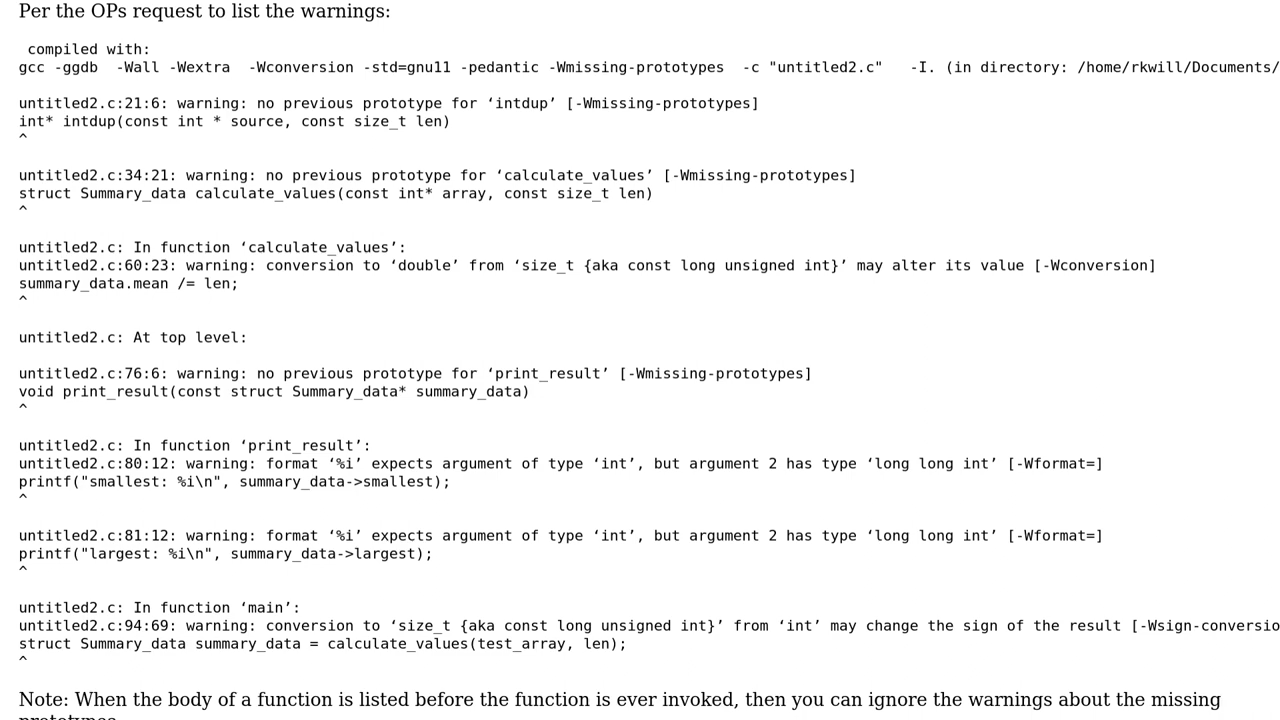 Per the OPs request to list the warnings:
compiled with:
gcc -ggdb  -Wall -Wextra  -Wconversion -std=gnu11 -pedantic -Wmissing-prototypes  -c "untitled2.c"   -I. (in directory: /home/rkwill/Documents/
untitled2.c:21:6: warning: no previous prototype for ‘intdup’ [-Wmissing-prototypes]
int* intdup(const int * source, const size_t len)
^
untitled2.c:34:21: warning: no previous prototype for ‘calculate_values’ [-Wmissing-prototypes]
struct Summary_data calculate_values(const int* array, const size_t len)
^
untitled2.c: In function ‘calculate_values’:
untitled2.c:60:23: warning: conversion to ‘double’ from ‘size_t {aka const long unsigned int}’ may alter its value [-Wconversion]
summary_data.mean /= len;
^
untitled2.c: At top level:
untitled2.c:76:6: warning: no previous prototype for ‘print_result’ [-Wmissing-prototypes]
void print_result(const struct Summary_data* summary_data)
^
untitled2.c: In function ‘print_result’:
untitled2.c:80:12: warning: format ‘%i’ expects argument of type ‘int’, but argument 2 has type ‘long long int’ [-Wformat=]
printf("smallest: %i\n", summary_data->smallest);
^
untitled2.c:81:12: warning: format ‘%i’ expects argument of type ‘int’, but argument 2 has type ‘long long int’ [-Wformat=]
printf("largest: %i\n", summary_data->largest);
^
untitled2.c: In function ‘main’:
untitled2.c:94:69: warning: conversion to ‘size_t {aka const long unsigned int}’ from ‘int’ may change the sign of the result [-Wsign-conversio
struct Summary_data summary_data = calculate_values(test_array, len);
^
Note: When the body of a function is listed before the function is ever invoked, then you can ignore the warnings about the missing